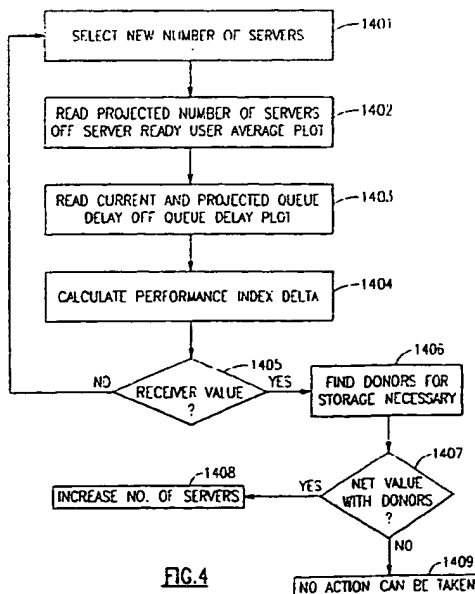 SELECT NEW NUMBER OF SERVERS
1401
READ PROJECTED NUMBER OF SERVERS
OFF SERVER READY USER AVERAGE PLOT
1402
READ CURRENT AND PROJECTED QUEUE
DELAY OFF QUEUE DELAY PLOT
1403
CALCULATE PERFORMANCE INDEX DELTA
1404
1405
RECEIVER VALUE
?
NO
YES
1406
FIND DONORS FOR
STORAGE NECESSARY
1407
NET VALUE
WITH DONORS
?
YES
1408
INCREASE NO. OF SERVERS
NO
1409
NO ACTION CAN BE TAKEN
FIG.4